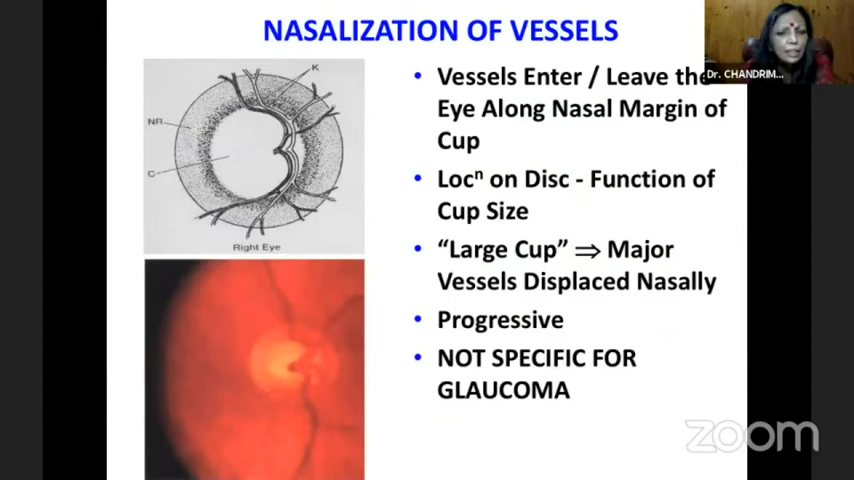 NASALIZATION OF VESSELS
K
NR
C
Right Eye
• Vessels Enter / Leave the
Eye Along Nasal Margin of
Cup
• Locⁿ on Disc - Function of
Cup Size
• “Large Cup” ⇒ Major
Vessels Displaced Nasally
• Progressive
• NOT SPECIFIC FOR
GLAUCOMA
Dr. CHANDRIM...
zoom